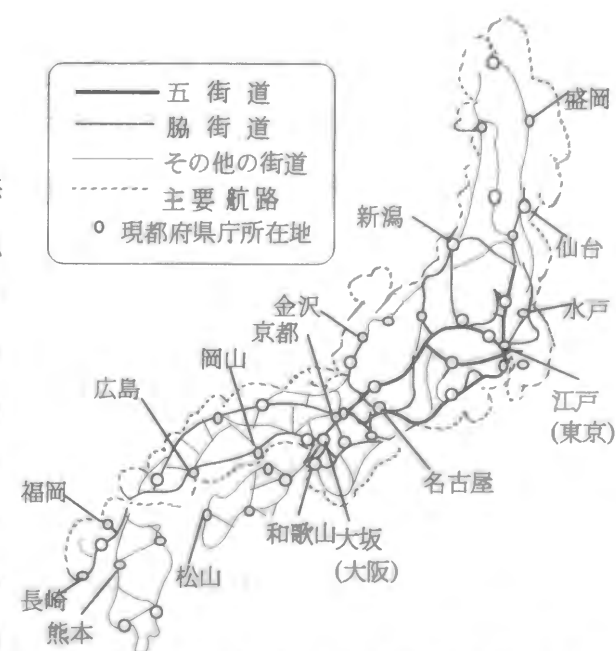 五街道
脇街道
その他の街道
主要航路
現都府県庁所在地
盛岡
新潟
仙台
金沢
水戸
京都
岡山
江戸
(東京)
広島
名古屋
福岡
和歌山
大坂
(大阪)
松山
長崎
熊本